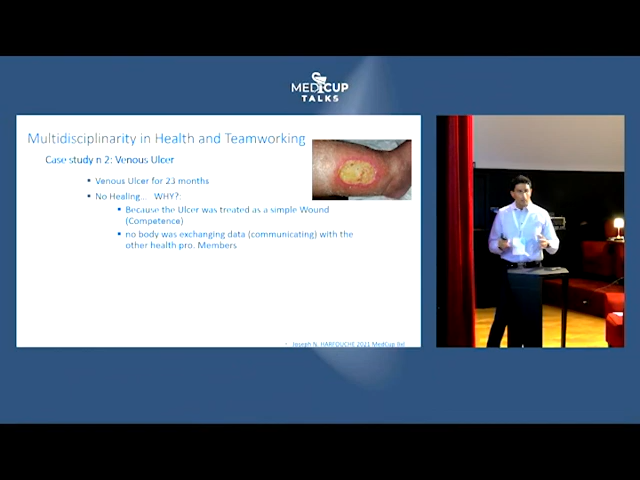 MEDICUP
TALKS
Multidisciplinarity in Health and Teamworking
Case study n 2: Venous Ulcer
Venous Ulcer for 23 months
No Healing... WHY?:
Because the Ulcer was treated as a simple Wound
(Competence)
no body was exchanging data (communicating) with the
other health pro. Members
Joseph N. HARFOUCHE 2021 MedCup Bel